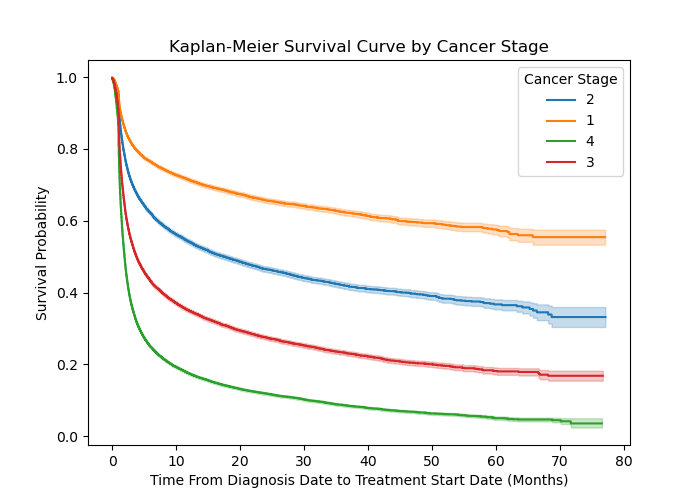 Kaplan-Meier Survival Curve by Cancer Stage
Cancer Stage
2
1
4
3
Survival Probability
1.0
0.8
0.6
0.4
0.2
0.0
0 10 20 30 40 50 60 70 80
Time From Diagnosis Date to Treatment Start Date (Months)